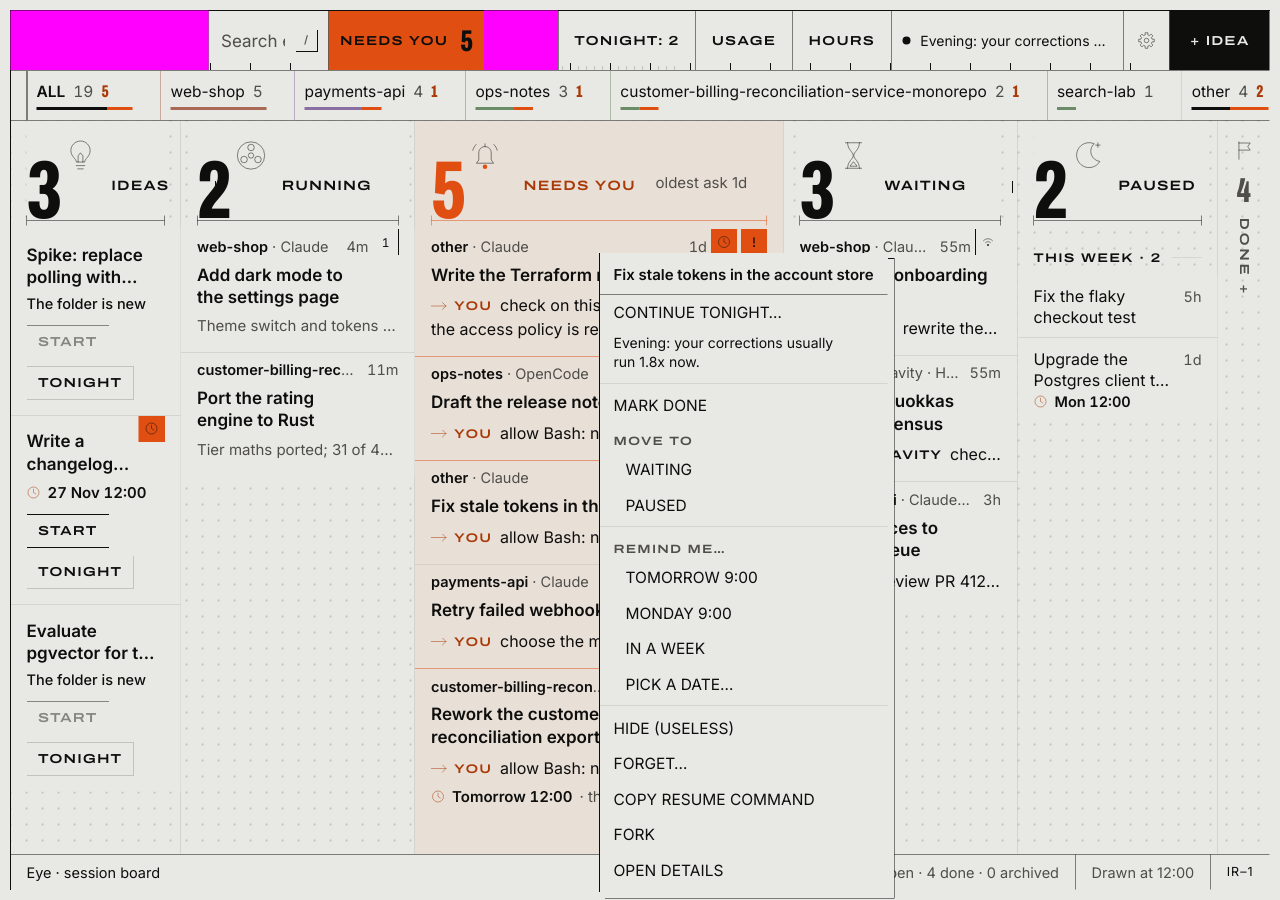 Search
/
NEEDS YOU 5
TONIGHT: 2
USAGE
HOURS
Evening: your corrections ...
+ IDEA
ALL 19 5
web-shop 5
payments-api 4 1
ops-notes 3 1
customer-billing-reconciliation-service-monorepo 2 1
search-lab 1
other 4 2
3 IDEAS
Spike: replace
polling with...
The folder is new
START
TONIGHT
Write a
changelog...
27 Nov 12:00
START
TONIGHT
Evaluate
pgvector for t...
The folder is new
START
TONIGHT
2 RUNNING
web-shop · Claude 4m 1
Add dark mode to
the settings page
Theme switch and tokens ...
customer-billing-rec... 11m
Port the rating
engine to Rust
Tier maths ported; 31 of 4...
5 NEEDS YOU oldest ask 1d
other · Claude 1d !
Write the Terraform
→ YOU check on this
the access policy is re
ops-notes · OpenCode
Draft the release not
→ YOU allow Bash: n
other · Claude
Fix stale tokens in th
→ YOU allow Bash: n
payments-api · Claude
Retry failed webhook
→ YOU choose the m
customer-billing-recon...
Rework the custome
reconciliation export
→ YOU allow Bash: n
Tomorrow 12:00 · th
Fix stale tokens in the account store
CONTINUE TONIGHT...
Evening: your corrections usually
run 1.8x now.
MARK DONE
MOVE TO
WAITING
PAUSED
REMIND ME...
TOMORROW 9:00
MONDAY 9:00
IN A WEEK
PICK A DATE...
HIDE (USELESS)
FORGET...
COPY RESUME COMMAND
FORK
OPEN DETAILS
3 WAITING
web-shop · Clau... 55m
onboarding
rewrite the...
avity · H... 55m
uokkas
ensus
AVITY chec...
i · Claude... 3h
ces to
eue
eview PR 412...
2 PAUSED
THIS WEEK · 2
Fix the flaky 5h
checkout test
Upgrade the 1d
Postgres client t...
Mon 12:00
4 DONE +
Eye · session board
en · 4 done · 0 archived
Drawn at 12:00
IR–1